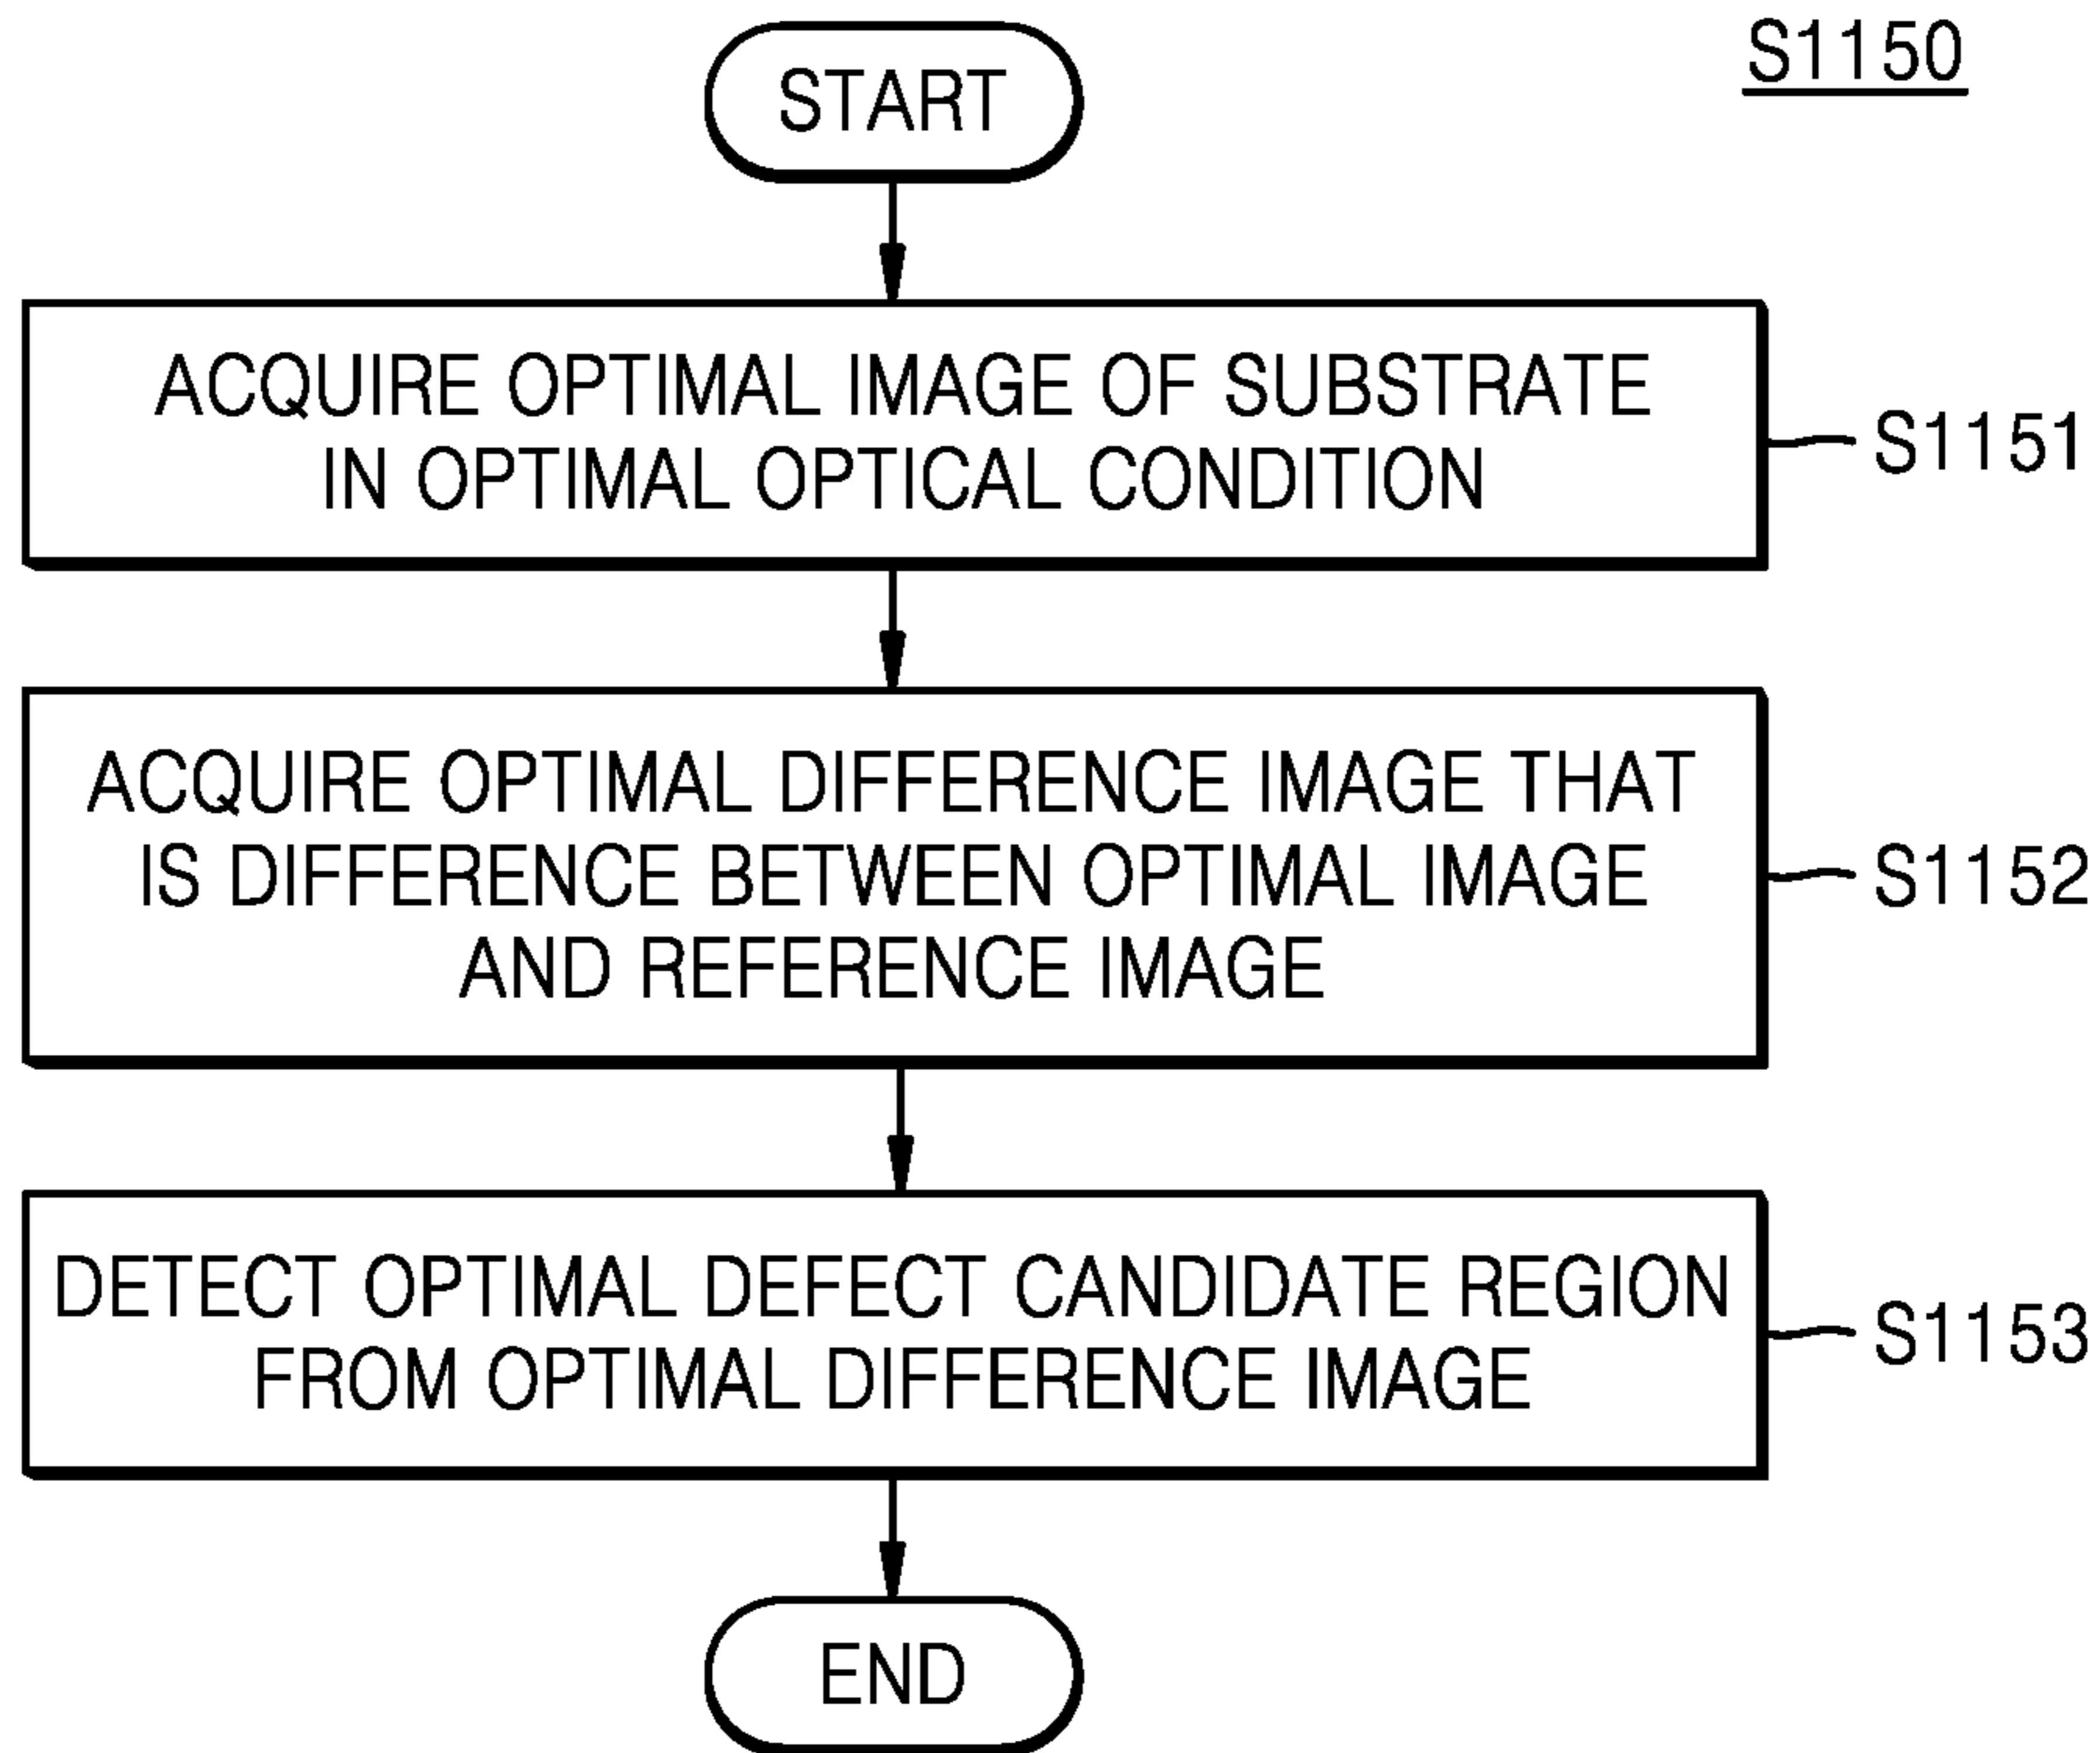 S1150
START
ACQUIRE OPTIMAL IMAGE OF SUBSTRATE
IN OPTIMAL OPTICAL CONDITION
S1151
ACQUIRE OPTIMAL DIFFERENCE IMAGE THAT
IS DIFFERENCE BETWEEN OPTIMAL IMAGE
AND REFERENCE IMAGE
S1152
DETECT OPTIMAL DEFECT CANDIDATE REGION
FROM OPTIMAL DIFFERENCE IMAGE
S1153
END